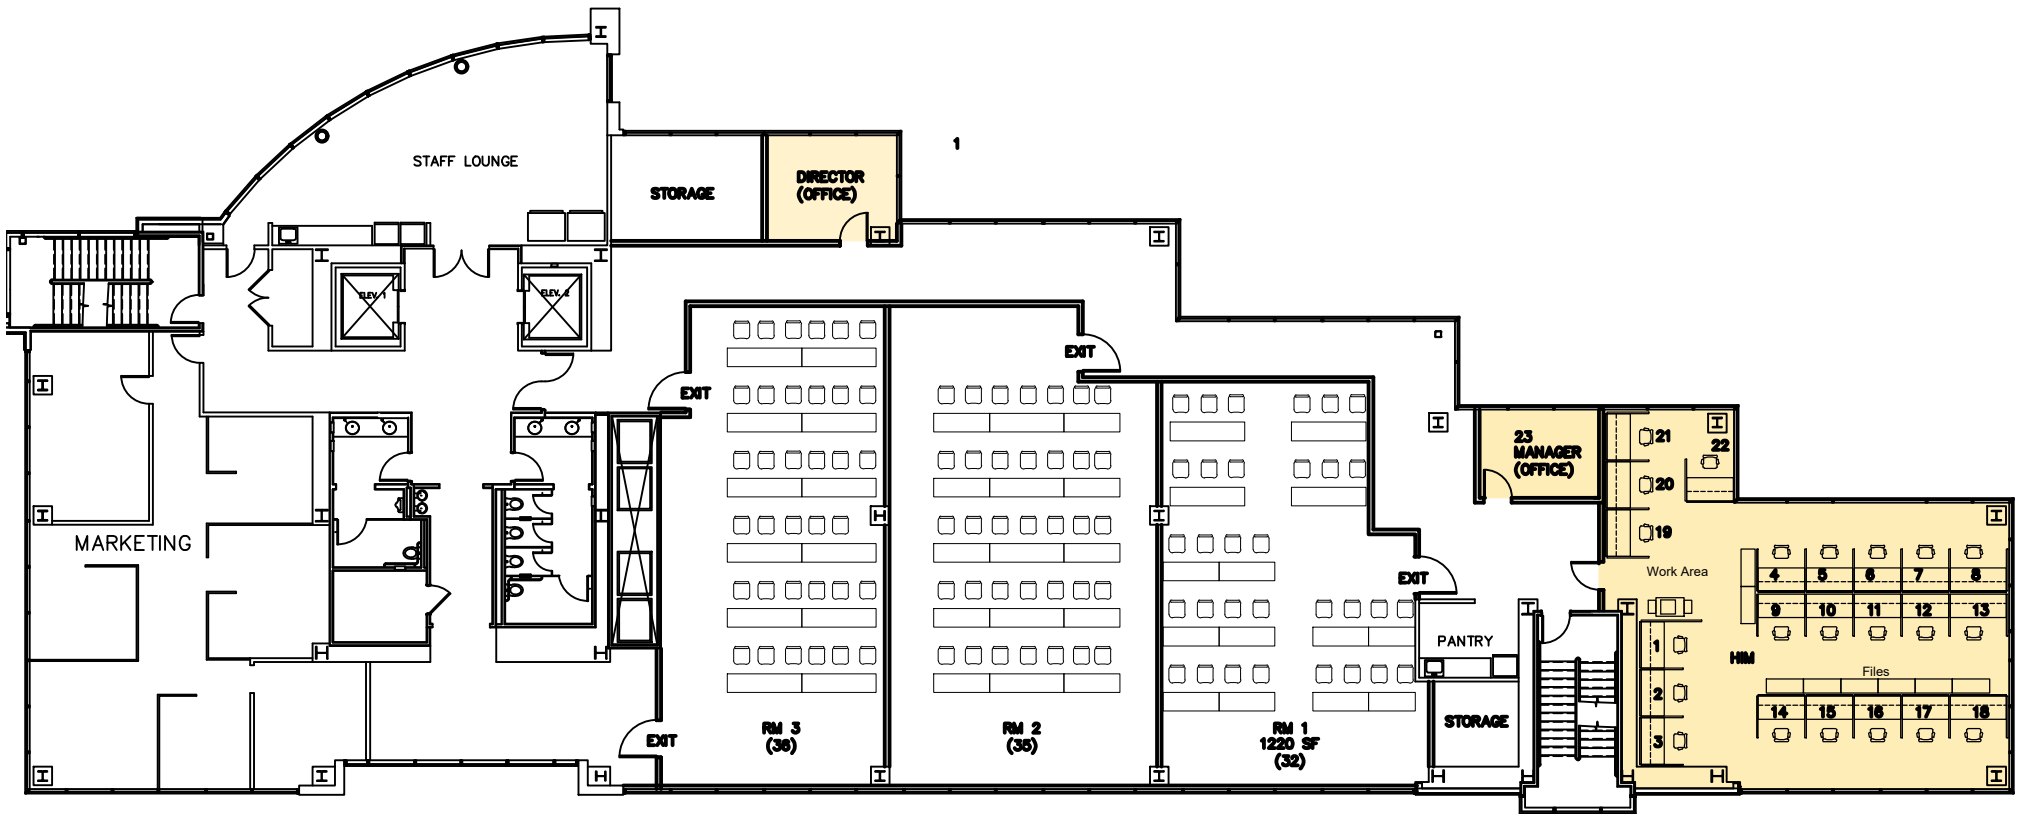 1
STAFF LOUNGE
STORAGE
DIRECTOR
(OFFICE)
ELEV. 1
ELEV. 2
EXIT
EXIT
23
MANAGER
(OFFICE)
21
22
20
19
MARKETING
EXIT
Work Area
4 5 6 7 8
9 10 11 12 13
PANTRY
1
HIM
Files
2
14 15 16 17 18
3
STORAGE
EXIT
RM 3
(36)
RM 2
(35)
RM 1
1220 SF
(32)